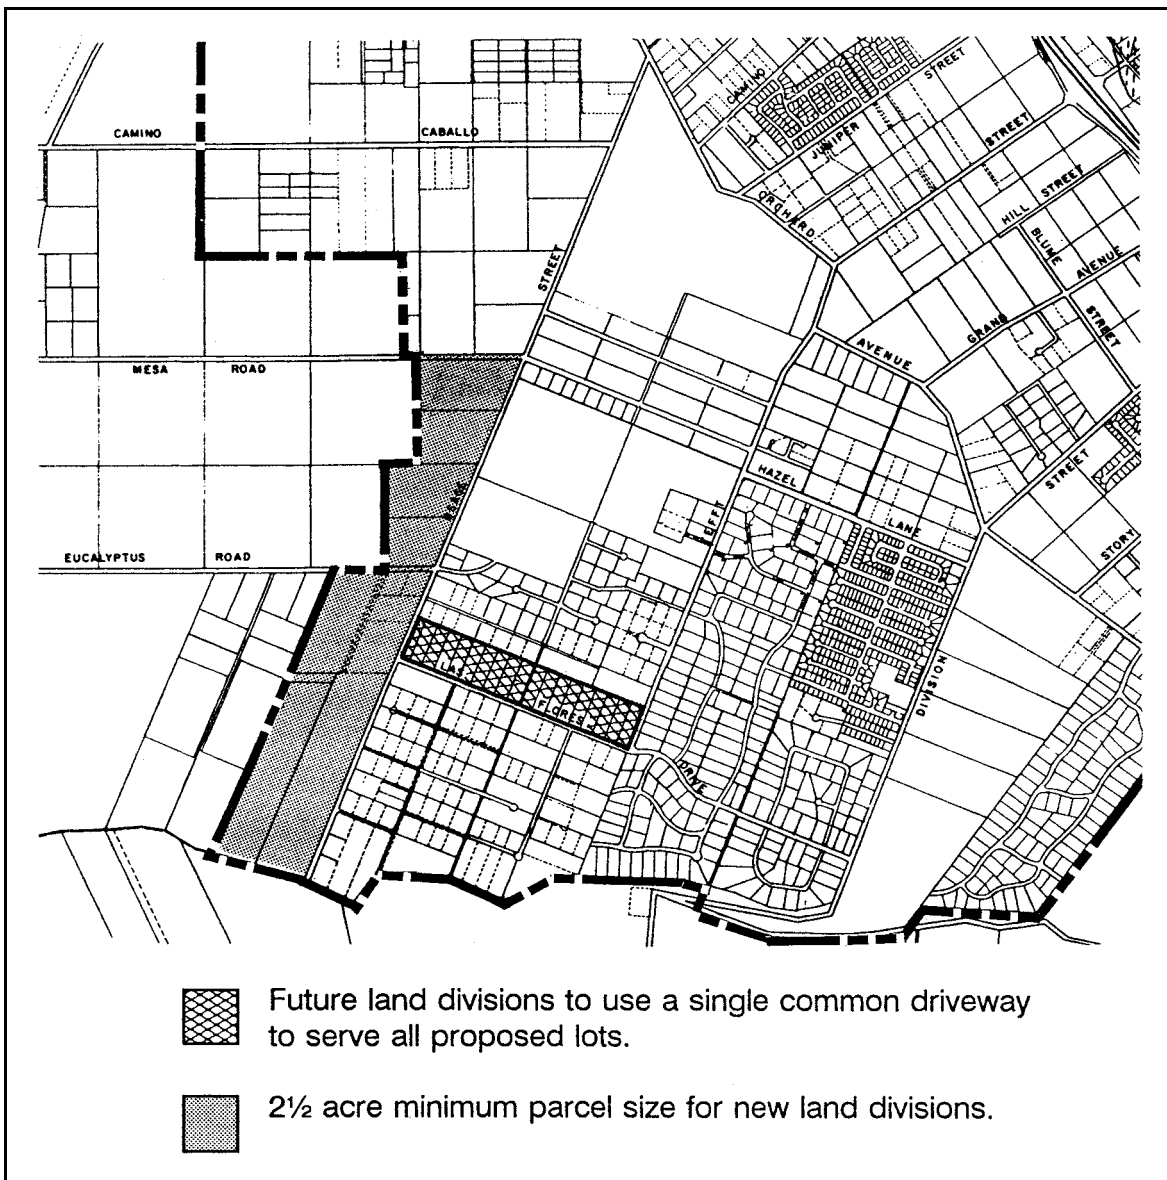 CAMINO
CABALLO
CAMINO
STREET
JUNIPER
STREET
ORCHARD
HILL STREET
BLUME
STREET
AVENUE
GRAND
STREET
AVENUE
MESA ROAD
STREET
HAZEL
LANE
STORY
EUCALYPTUS ROAD
OSAGE
TEFFT
DIVISION
LAS
FLORES
DRIVE
Future land divisions to use a single common driveway
to serve all proposed lots.
2½ acre minimum parcel size for new land divisions.